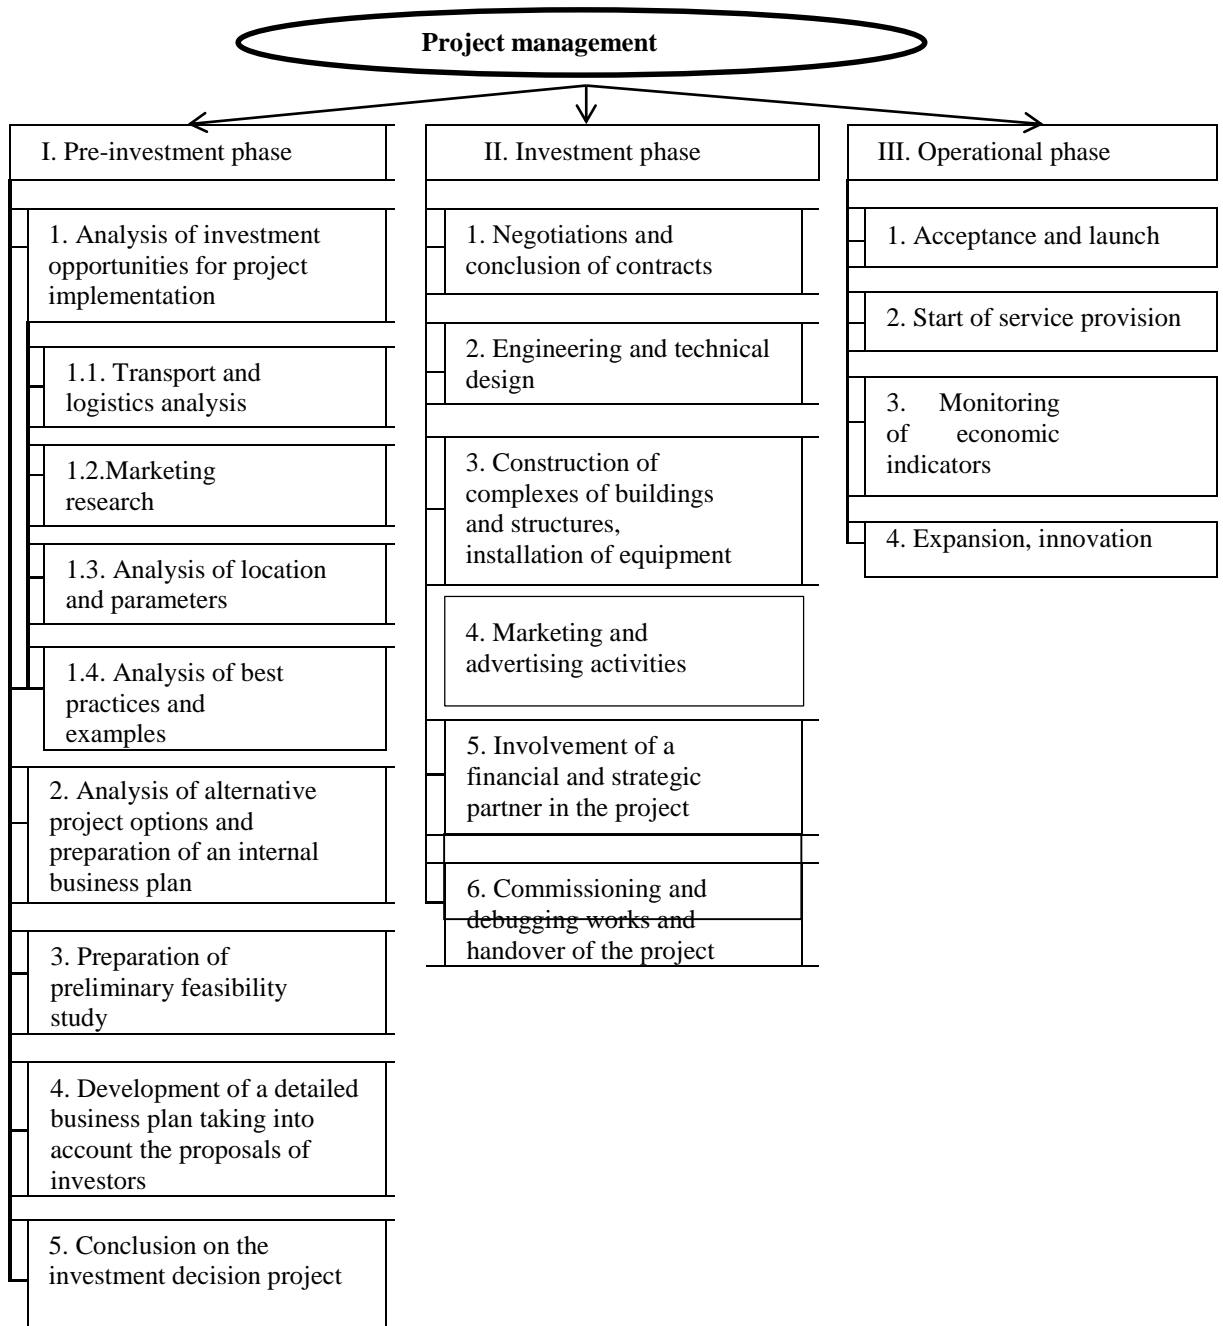 Project management
I. Pre-investment phase
1. Analysis of investment
opportunities for project
implementation
1.1. Transport and
logistics analysis
1.2.Marketing
research
1.3. Analysis of location
and parameters
1.4. Analysis of best
practices and
examples
2. Analysis of alternative
project options and
preparation of an internal
business plan
3. Preparation of
preliminary feasibility
study
4. Development of a detailed
business plan taking into
account the proposals of
investors
5. Conclusion on the
investment decision project
II. Investment phase
1. Negotiations and
conclusion of contracts
2. Engineering and technical
design
3. Construction of
complexes of buildings
and structures,
installation of equipment
4. Marketing and
advertising activities
5. Involvement of a
financial and strategic
partner in the project
6. Commissioning and
debugging works and
handover of the project
III. Operational phase
1. Acceptance and launch
2. Start of service provision
3. Monitoring
of economic
indicators
4. Expansion, innovation